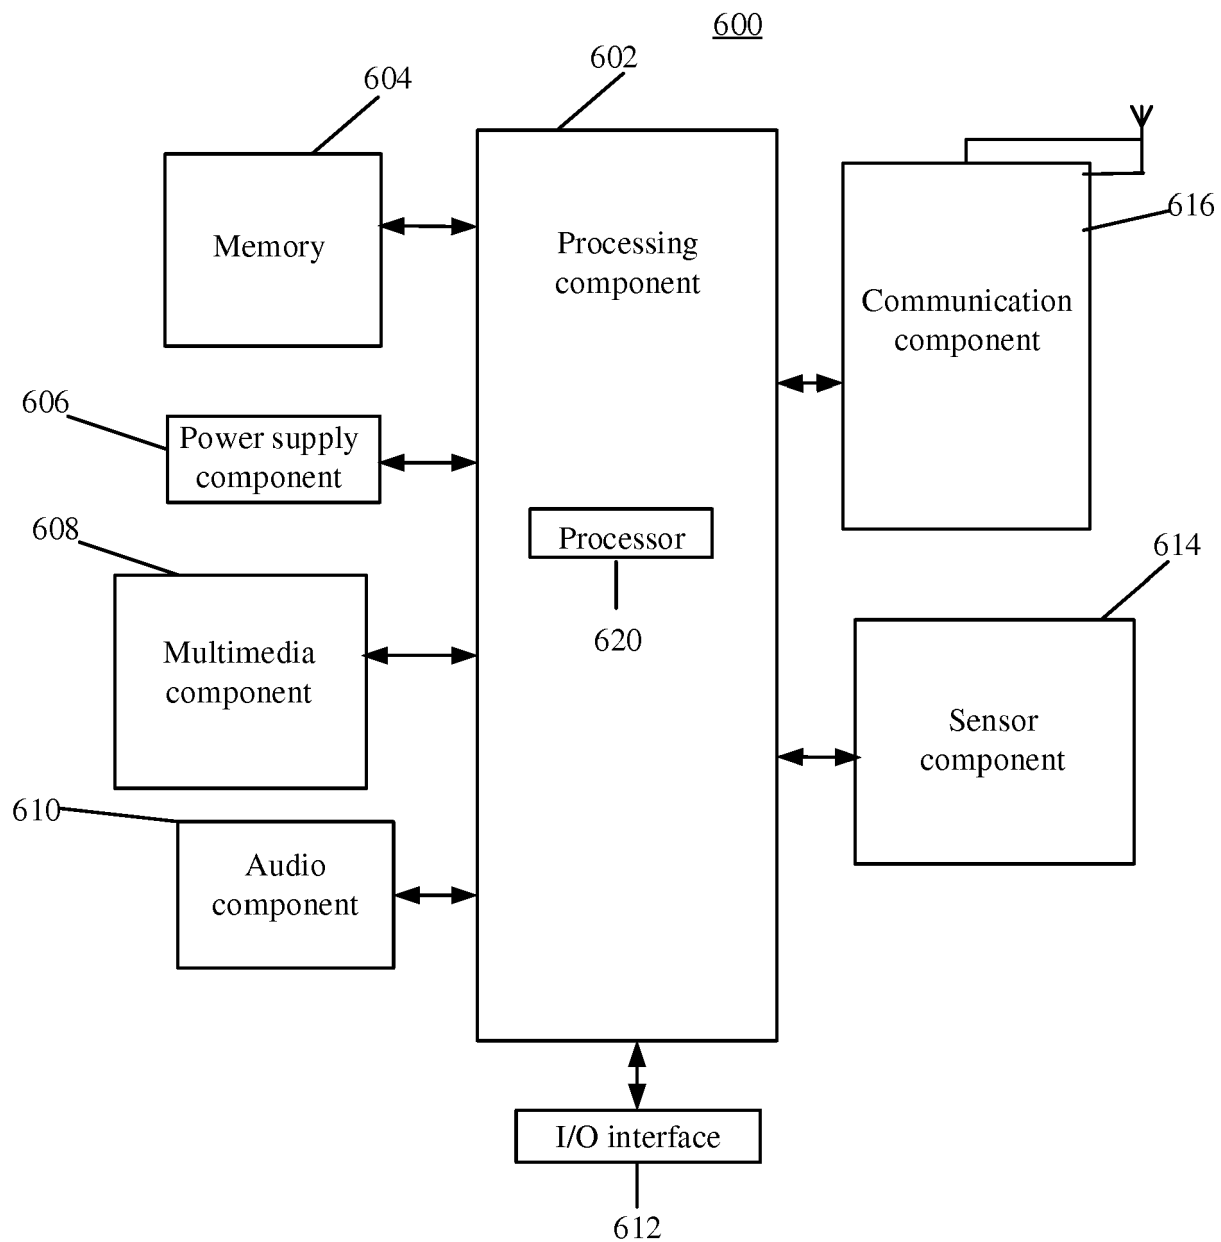 600
602
604
Memory
Processing
component
616
Communication
component
606
Power supply
component
608
Processor
614
620
Multimedia
component
Sensor
component
610
Audio
component
I/O interface
612